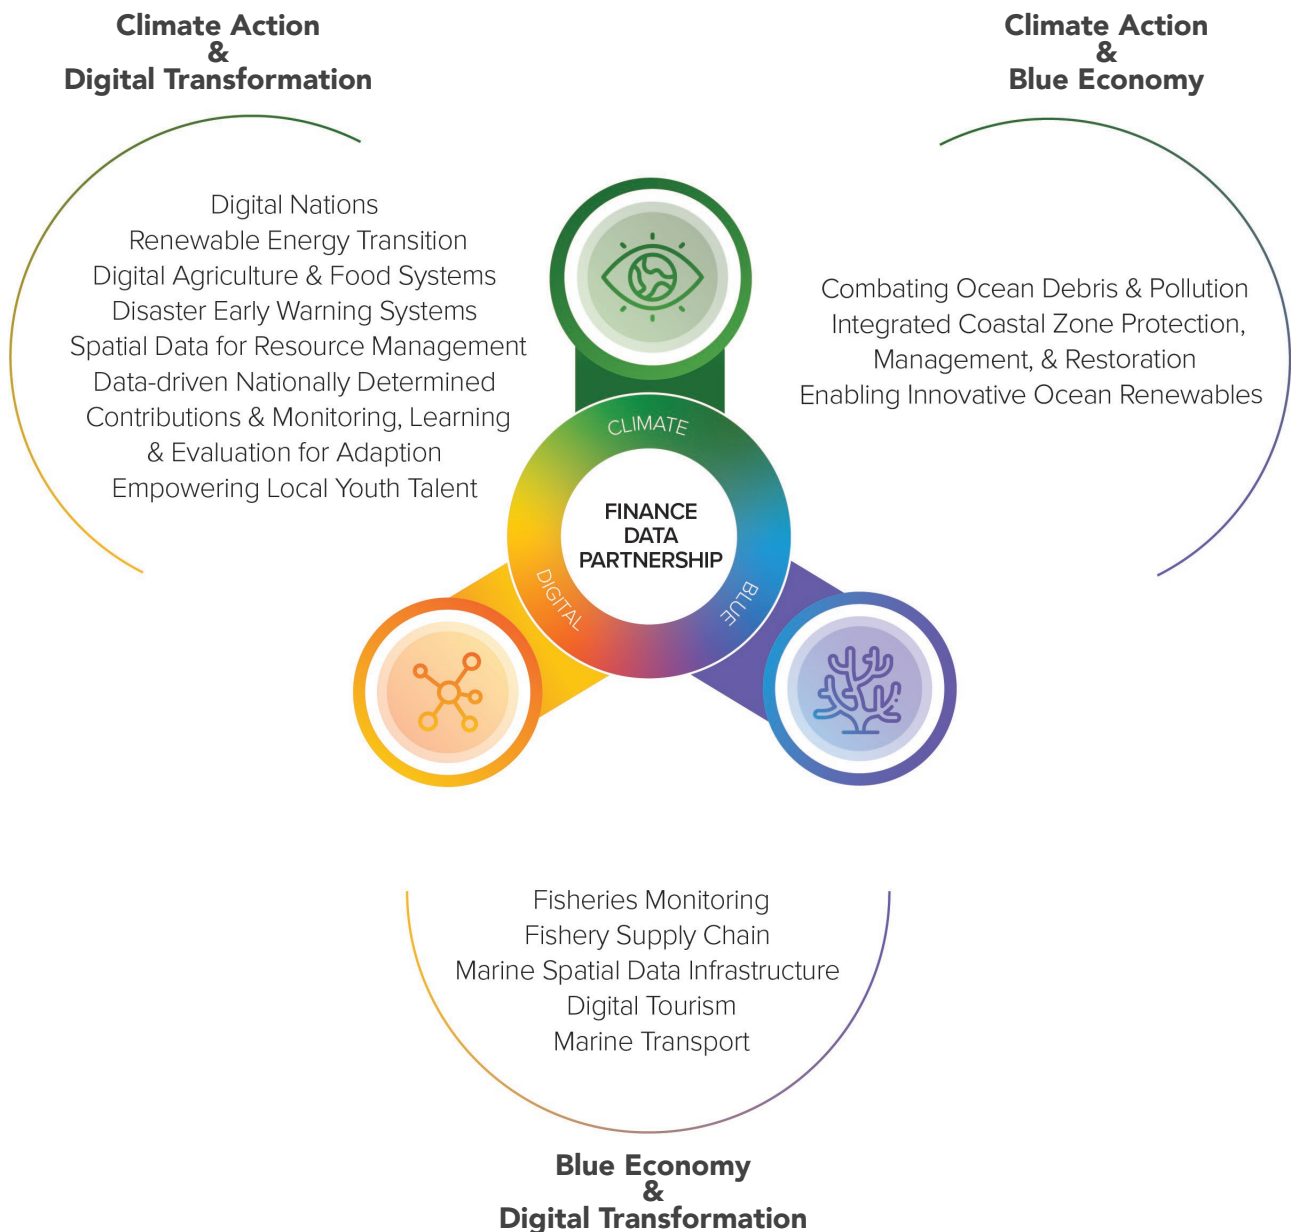 Climate Action
&
Digital Transformation
Digital Nations
Renewable Energy Transition
Digital Agriculture & Food Systems
Disaster Early Warning Systems
Spatial Data for Resource Management
Data-driven Nationally Determined
Contributions & Monitoring, Learning
& Evaluation for Adaption
Empowering Local Youth Talent
Climate Action
&
Blue Economy
Combating Ocean Debris & Pollution
Integrated Coastal Zone Protection,
Management, & Restoration
Enabling Innovative Ocean Renewables
CLIMATE
FINANCE
DATA
PARTNERSHIP
DIGITAL
BLUE
Fisheries Monitoring
Fishery Supply Chain
Marine Spatial Data Infrastructure
Digital Tourism
Marine Transport
Blue Economy
&
Digital Transformation